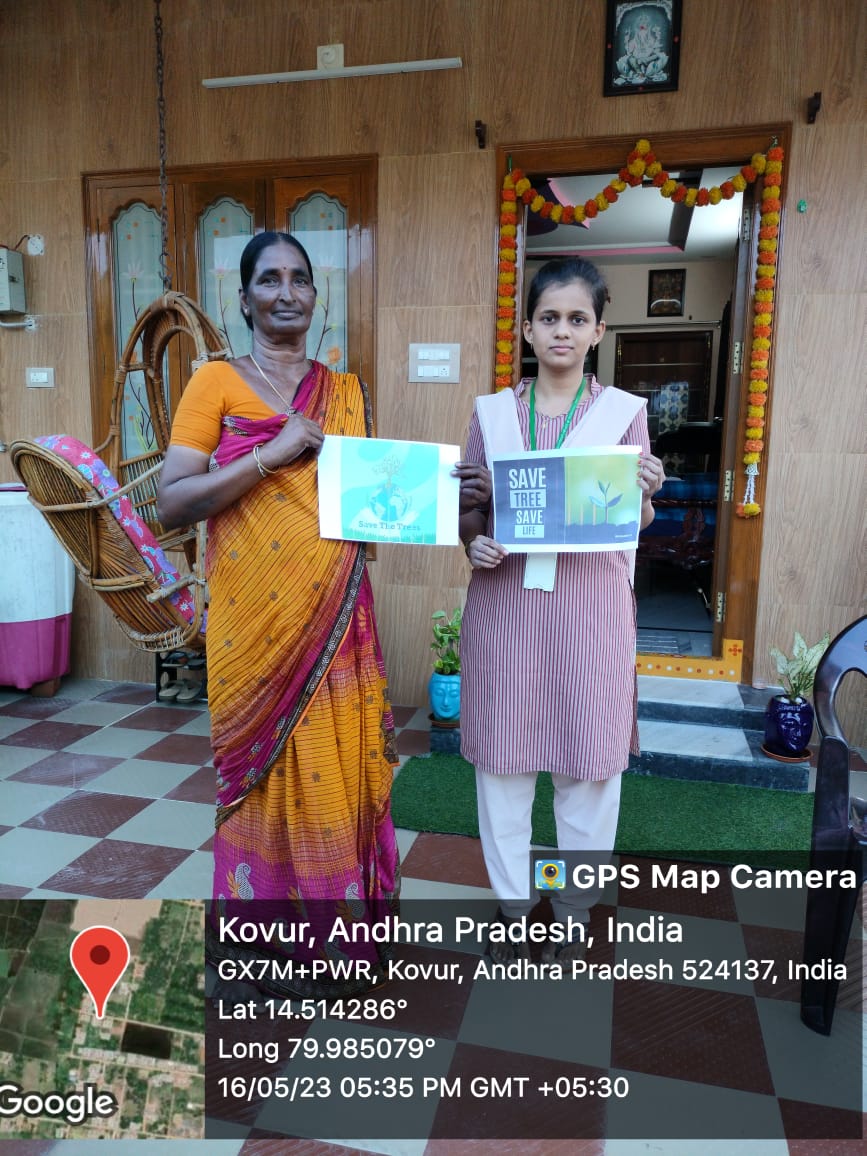 Save The Trees
SAVE
TREE
SAVE
LIFE
GPS Map Camera
Kovur, Andhra Pradesh, India
GX7M+PWR, Kovur, Andhra Pradesh 524137, India
Lat 14.514286°
Long 79.985079°
16/05/23 05:35 PM GMT +05:30
Google